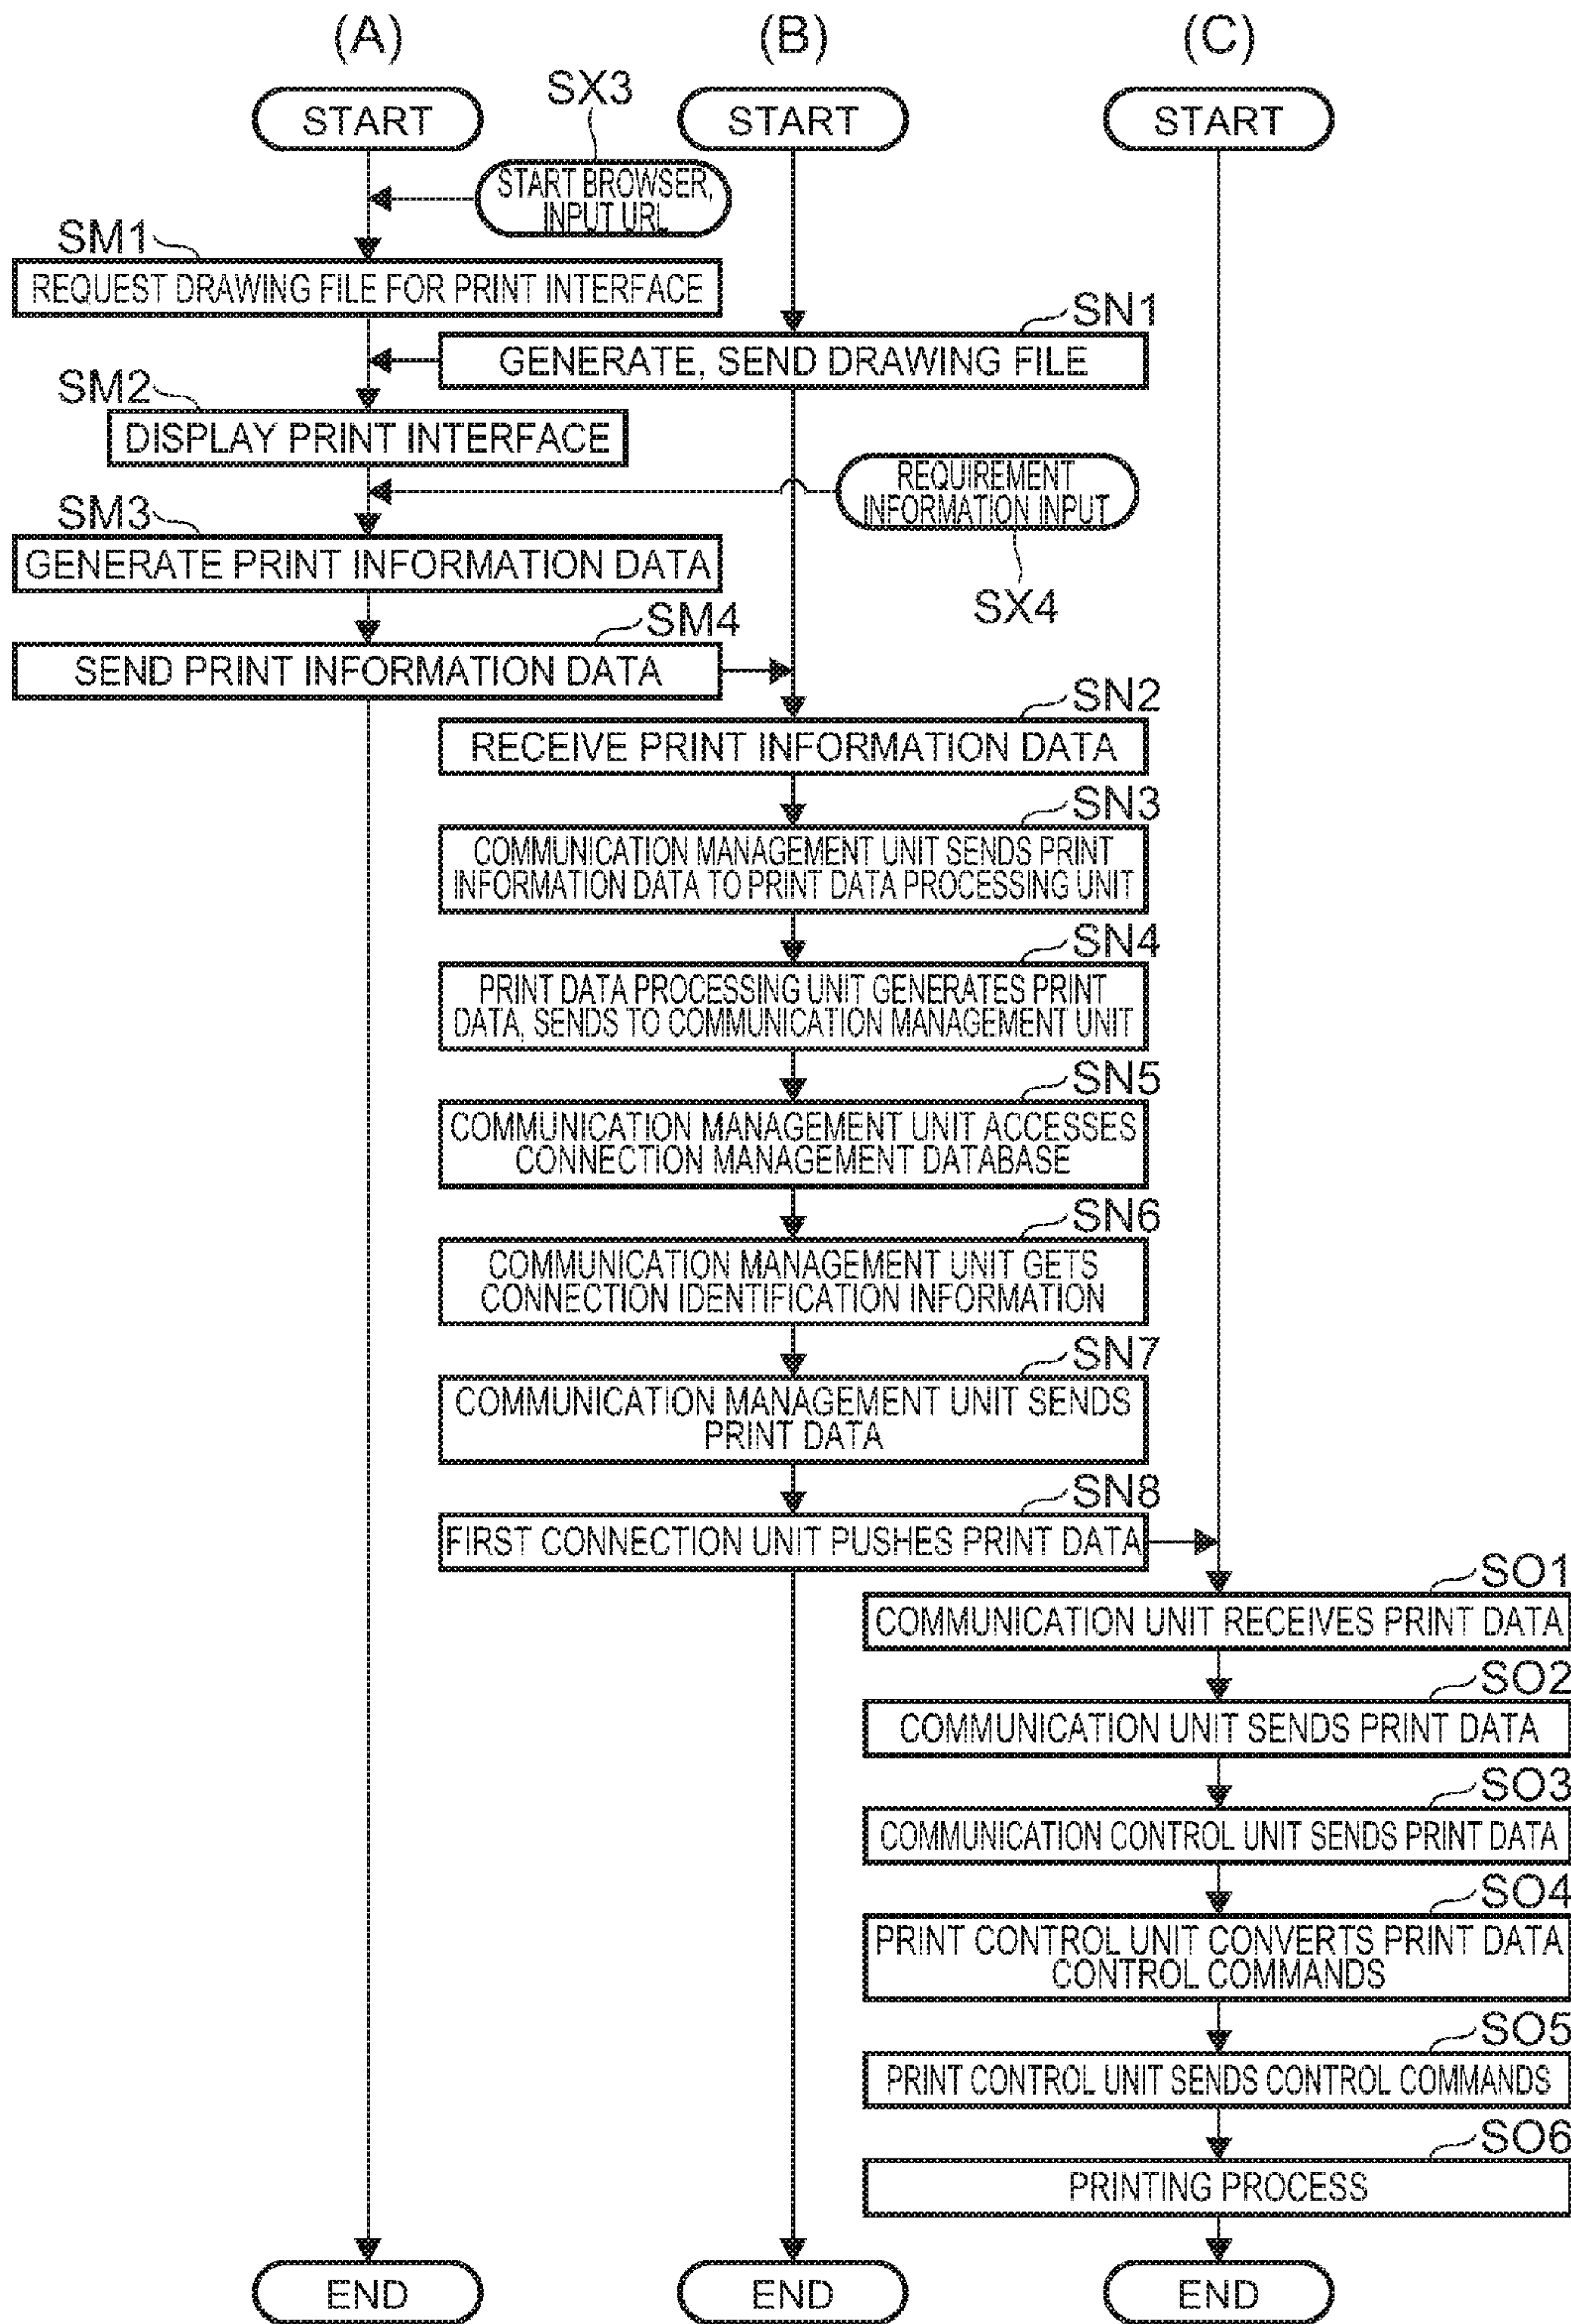 (A)
(B)
(C)
START
START
START
SX3
START BROWSER,
INPUT URL
SM1
REQUEST DRAWING FILE FOR PRINT INTERFACE
SN1
GENERATE, SEND DRAWING FILE
SM2
DISPLAY PRINT INTERFACE
REQUIREMENT
INFORMATION INPUT
SX4
SM3
GENERATE PRINT INFORMATION DATA
SM4
SEND PRINT INFORMATION DATA
SN2
RECEIVE PRINT INFORMATION DATA
SN3
COMMUNICATION MANAGEMENT UNIT SENDS PRINT
INFORMATION DATA TO PRINT DATA PROCESSING UNIT
SN4
PRINT DATA PROCESSING UNIT GENERATES PRINT
DATA, SENDS TO COMMUNICATION MANAGEMENT UNIT
SN5
COMMUNICATION MANAGEMENT UNIT ACCESSES
CONNECTION MANAGEMENT DATABASE
SN6
COMMUNICATION MANAGEMENT UNIT GETS
CONNECTION IDENTIFICATION INFORMATION
SN7
COMMUNICATION MANAGEMENT UNIT SENDS
PRINT DATA
SN8
FIRST CONNECTION UNIT PUSHES PRINT DATA
SO1
COMMUNICATION UNIT RECEIVES PRINT DATA
SO2
COMMUNICATION UNIT SENDS PRINT DATA
SO3
COMMUNICATION CONTROL UNIT SENDS PRINT DATA
SO4
PRINT CONTROL UNIT CONVERTS PRINT DATA
CONTROL COMMANDS
SO5
PRINT CONTROL UNIT SENDS CONTROL COMMANDS
SO6
PRINTING PROCESS
END
END
END